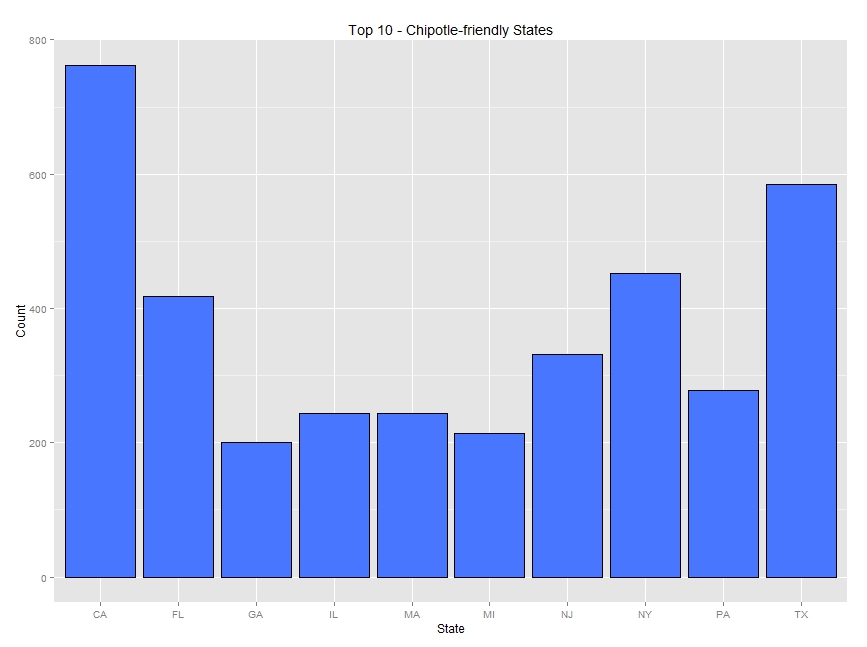 Top 10 - Chipotle-friendly States
800
600
400
200
0
Count
CA FL GA IL MA MI NJ NY PA TX
State